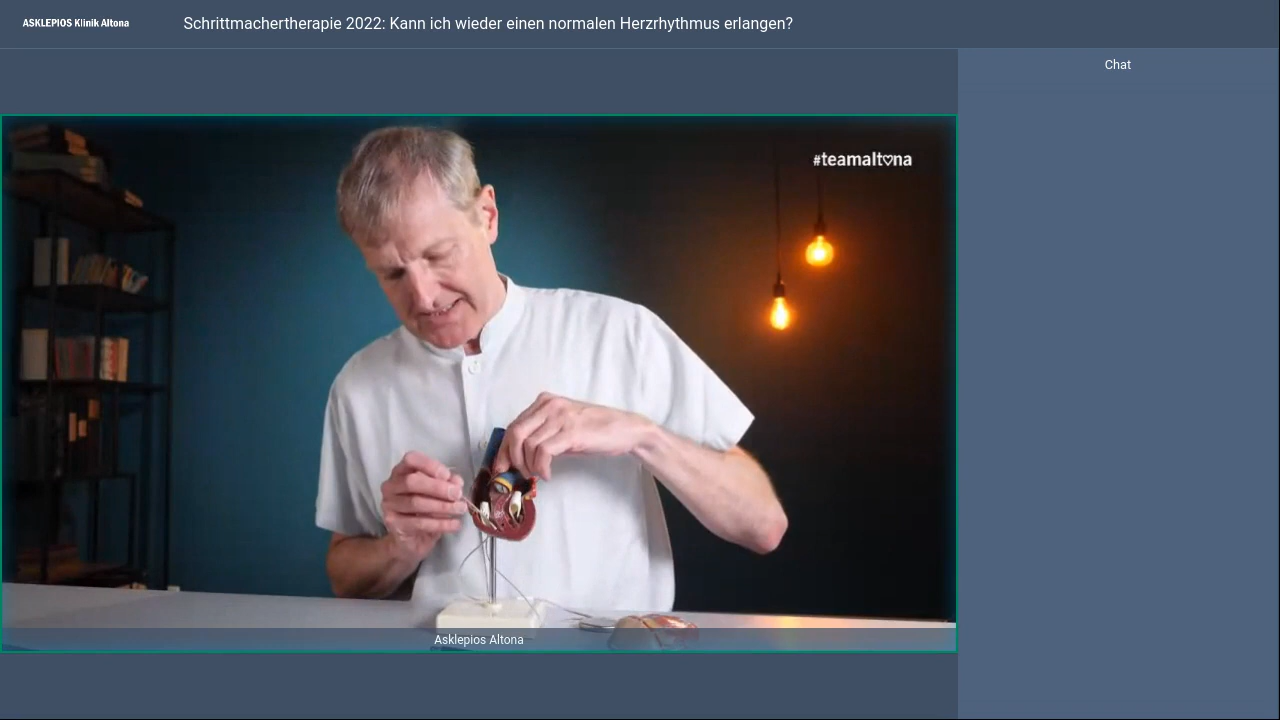 ASKLEPIOS Klinik Altona
Schrittmachertherapie 2022: Kann ich wieder einen normalen Herzrhythmus erlangen?
Chat
#teamaltona
Asklepios Altona